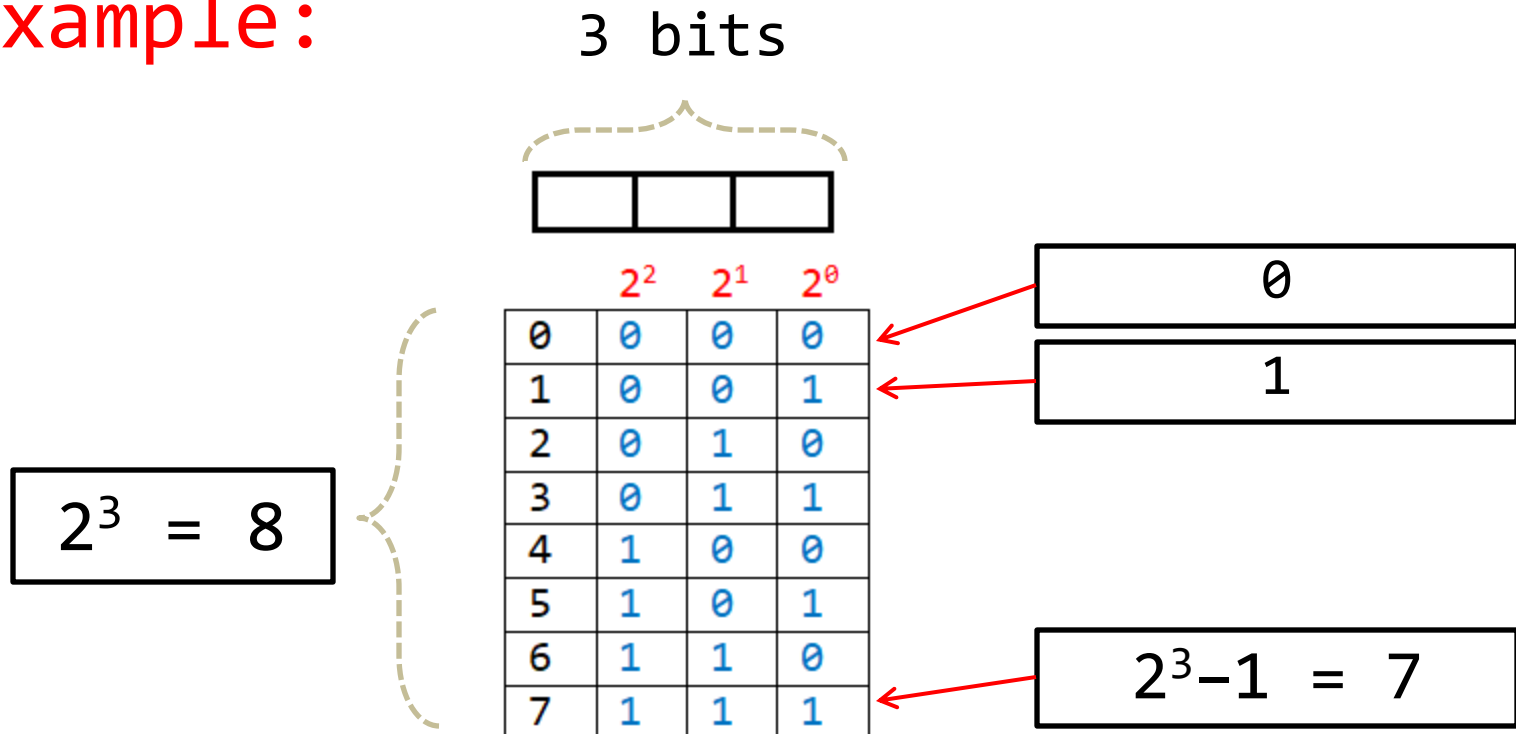 xample:
3 bits
2² 2¹ 2⁰
0 0 0 0
0
1 0 0 1
1
2 0 1 0
3 0 1 1
2³ = 8
4 1 0 0
5 1 0 1
6 1 1 0
2³–1 = 7
7 1 1 1